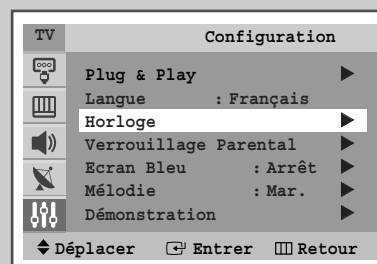 TV Configuration
Plug & Play
Langue : Français
Horloge
Verrouillage Parental
Ecran Bleu : Arrêt
Mélodie : Mar.
Démonstration
Déplacer Entrer Retour